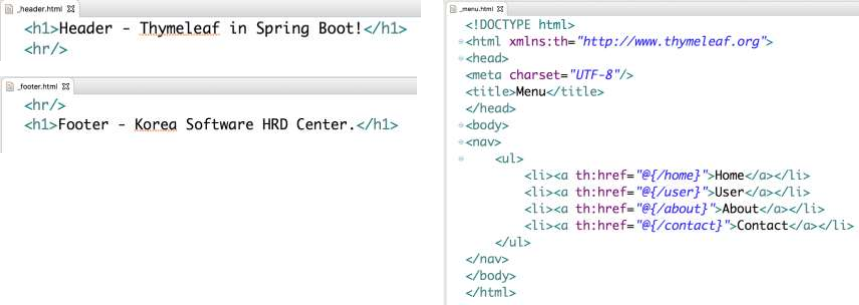 _header.html
<h1>Header - Thymeleaf in Spring Boot!</h1>
<hr/>
_footer.html
<hr/>
<h1>Footer - Korea Software HRD Center.</h1>
_menu.html
<!DOCTYPE html>
<html xmlns:th="http://www.thymeleaf.org">
<head>
<meta charset="UTF-8"/>
<title>Menu</title>
</head>
<body>
<nav>
<ul>
<li><a th:href="@{/home}">Home</a></li>
<li><a th:href="@{/user}">User</a></li>
<li><a th:href="@{/about}">About</a></li>
<li><a th:href="@{/contact}">Contact</a></li>
</ul>
</nav>
</body>
</html>